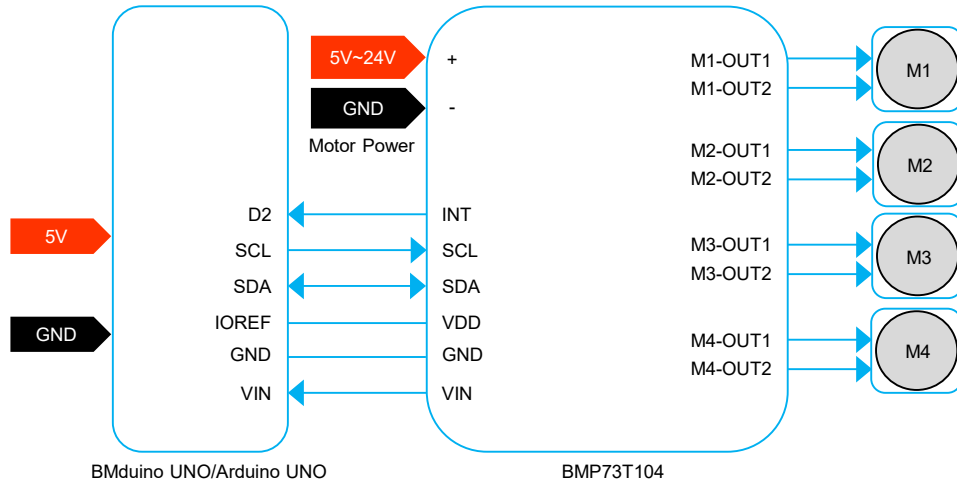 5V~24V
+
GND
-
Motor Power
M1-OUT1
M1-OUT2
M1
M2-OUT1
M2-OUT2
M2
M3-OUT1
M3-OUT2
M3
M4-OUT1
M4-OUT2
M4
5V
GND
D2
SCL
SDA
IOREF
GND
VIN
INT
SCL
SDA
VDD
GND
VIN
BMduino UNO/Arduino UNO
BMP73T104